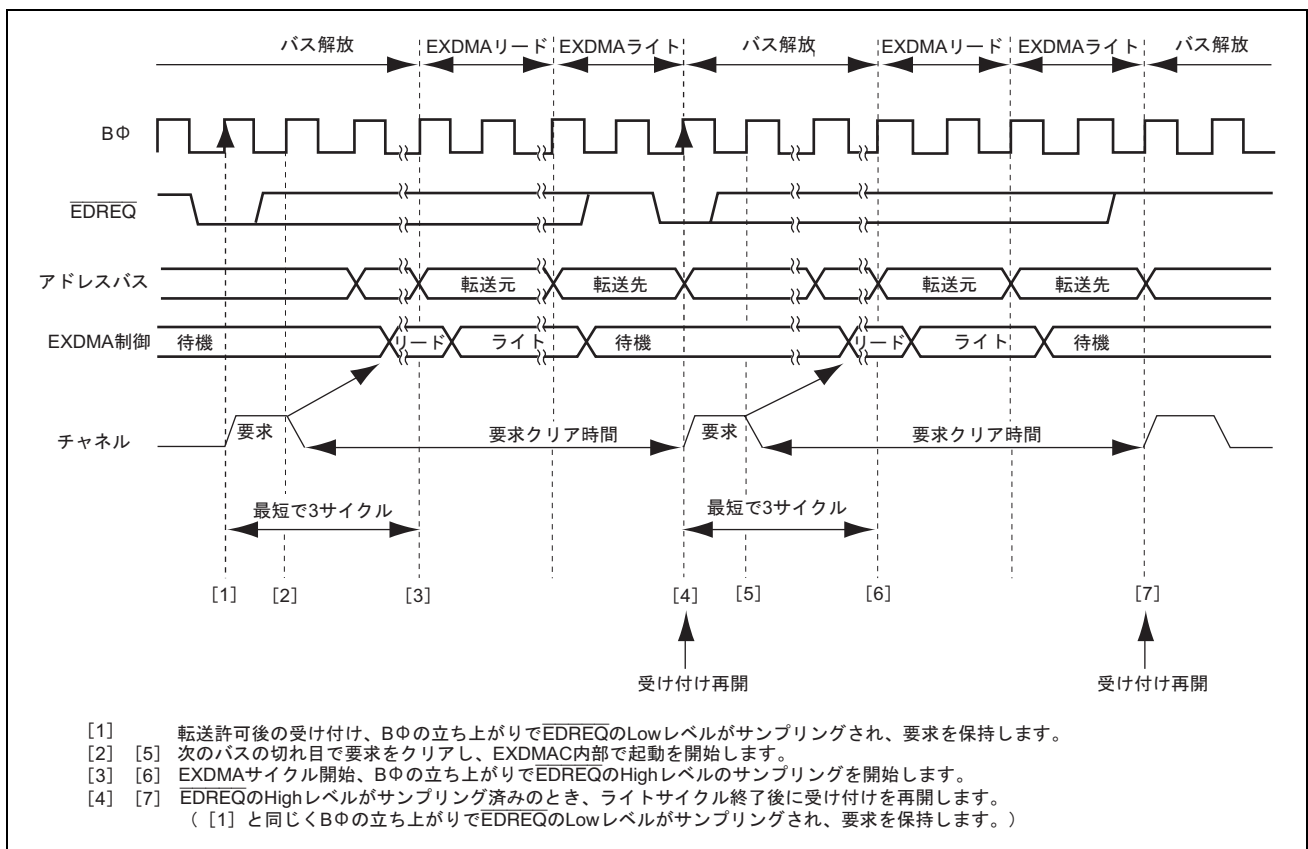 バス解放 EXDMAリード EXDMAライト バス解放 EXDMAリード EXDMAライト バス解放
BΦ
EDREQ
アドレスバス 転送元 転送先 転送元 転送先
EXDMA制御 待機 リード ライト 待機 リード ライト 待機
チャネル 要求 要求クリア時間 要求 要求クリア時間
最短で3サイクル 最短で3サイクル
[1] [2] [3] [4] [5] [6] [7]
受け付け再開 受け付け再開
[1] 転送許可後の受け付け、BΦの立ち上がりでEDREQのLowレベルがサンプリングされ、要求を保持します。
[2] [5] 次のバスの切れ目で要求をクリアし、EXDMAC内部で起動を開始します。
[3] [6] EXDMAサイクル開始、BΦの立ち上がりでEDREQのHighレベルのサンプリングを開始します。
[4] [7] EDREQのHighレベルがサンプリング済みのとき、ライトサイクル終了後に受け付けを再開します。
（[1]と同じくBΦの立ち上がりでEDREQのLowレベルがサンプリングされ、要求を保持します。）